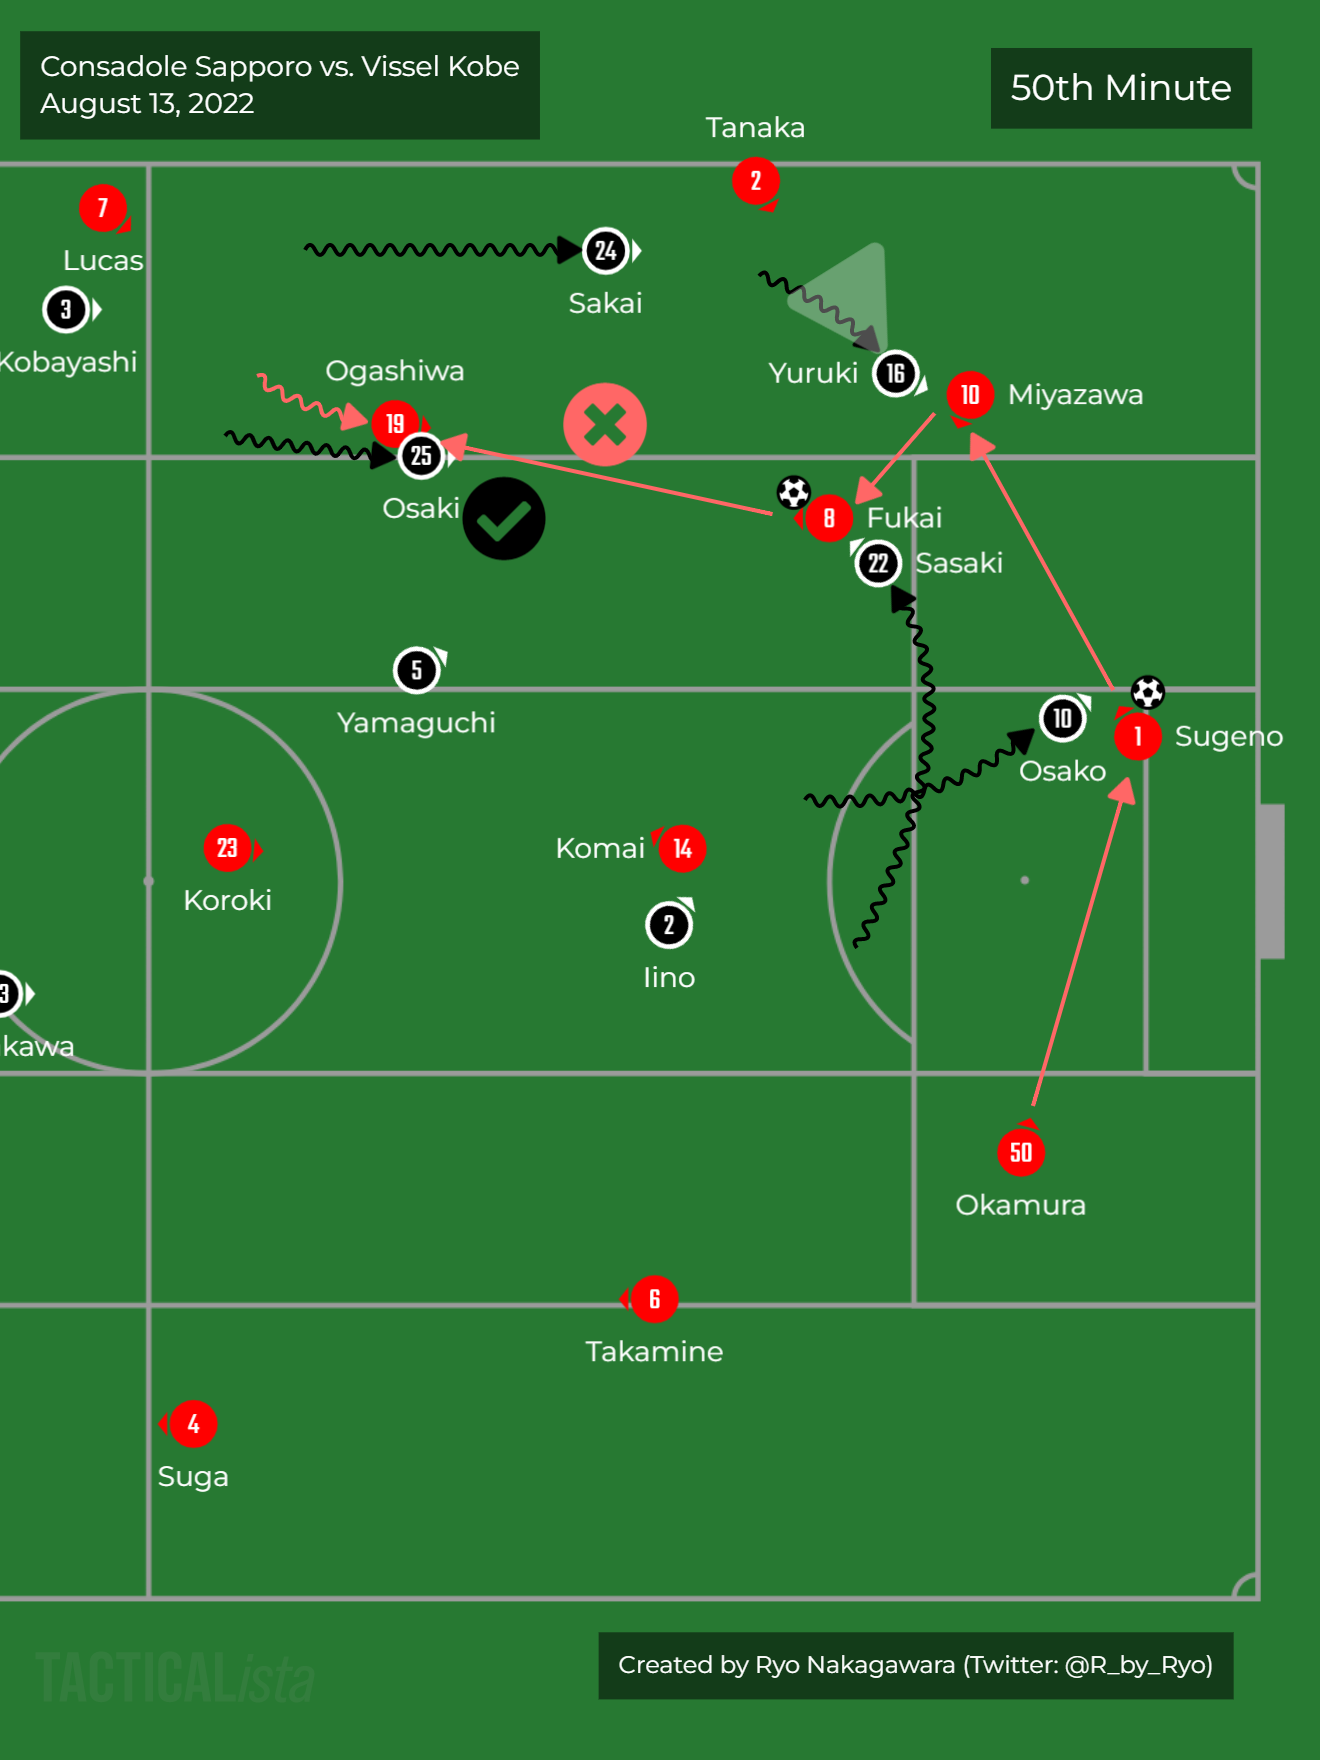 Consadole Sapporo vs. Vissel Kobe
August 13, 2022
50th Minute
Tanaka
2
7
Lucas
24
Sakai
3
Kobayashi
Ogashiwa
19
25
Osaki
Yuruki
16
10
Miyazawa
8
Fukai
22
Sasaki
5
Yamaguchi
10
Osako
1
Sugeno
23
Koroki
Komai
14
2
Iino
3
kawa
50
Okamura
6
Takamine
4
Suga
TACTICALista
Created by Ryo Nakagawara (Twitter: @R_by_Ryo)